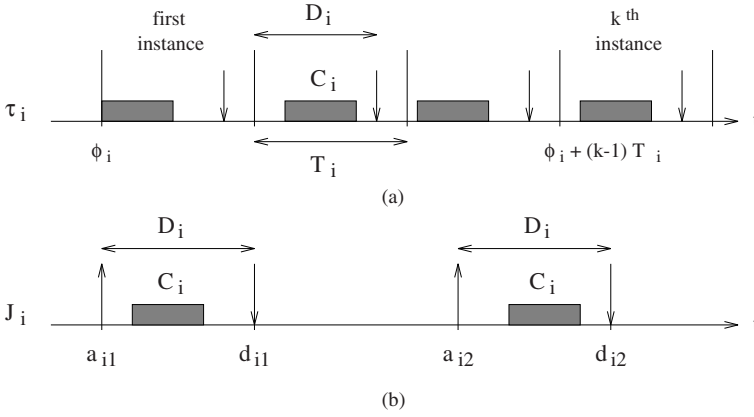 first
instance
D i
k th
instance
C i
τ i
ϕ i
T i
ϕ i + (k-1) T i
(a)
D i
D i
C i
C i
J i
a i1
d i1
a i2
d i2
(b)